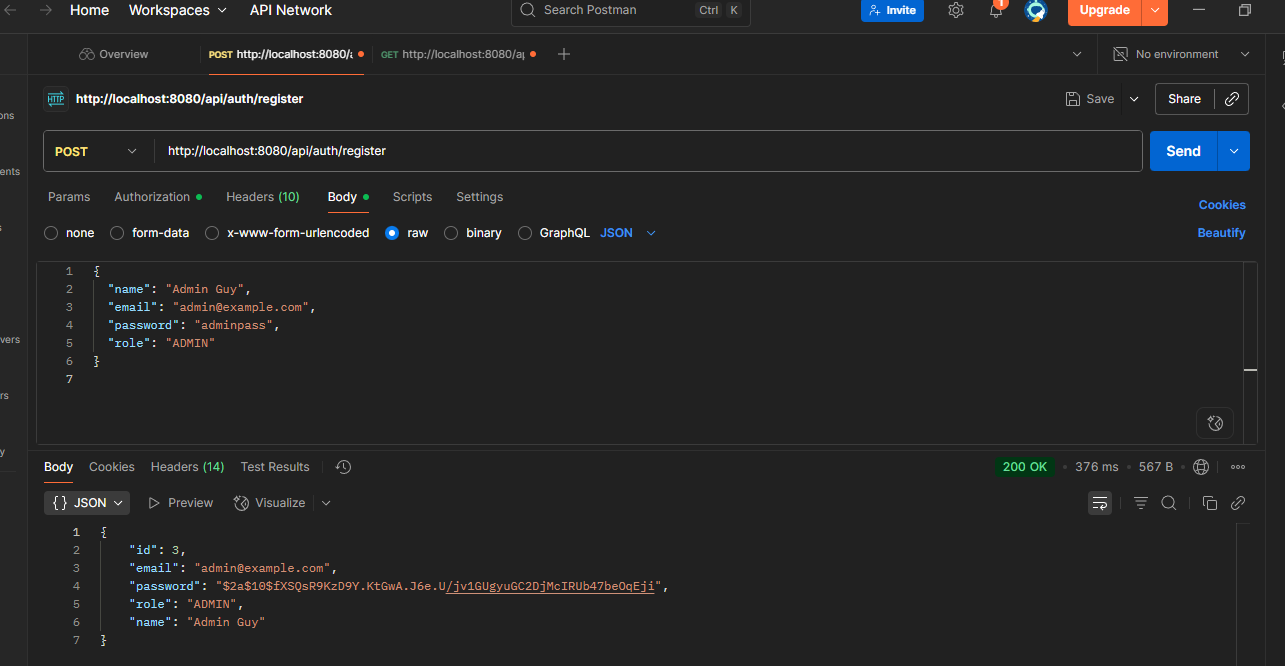 Home Workspaces API Network Search Postman Ctrl K Invite 1 Upgrade
Overview POST http://localhost:8080/a GET http://localhost:8080/ap No environment
HTTP http://localhost:8080/api/auth/register Save Share
ons
POST http://localhost:8080/api/auth/register Send
ents
Params Authorization Headers (10) Body Scripts Settings Cookies
none form-data x-www-form-urlencoded raw binary GraphQL JSON Beautify
1 {
2 "name": "Admin Guy",
3 "email": "admin@example.com",
4 "password": "adminpass",
5 "role": "ADMIN"
vers
6 }
7
rs
y
Body Cookies Headers (14) Test Results 200 OK 376 ms 567 B
{} JSON Preview Visualize
1 {
2 "id": 3,
3 "email": "admin@example.com",
4 "password": "$2a$10$fXSQsR9KzD9Y.KtGwA.J6e.U/jv1GUgyuGC2DjMcIRUb47beOqEji",
5 "role": "ADMIN",
6 "name": "Admin Guy"
7 }